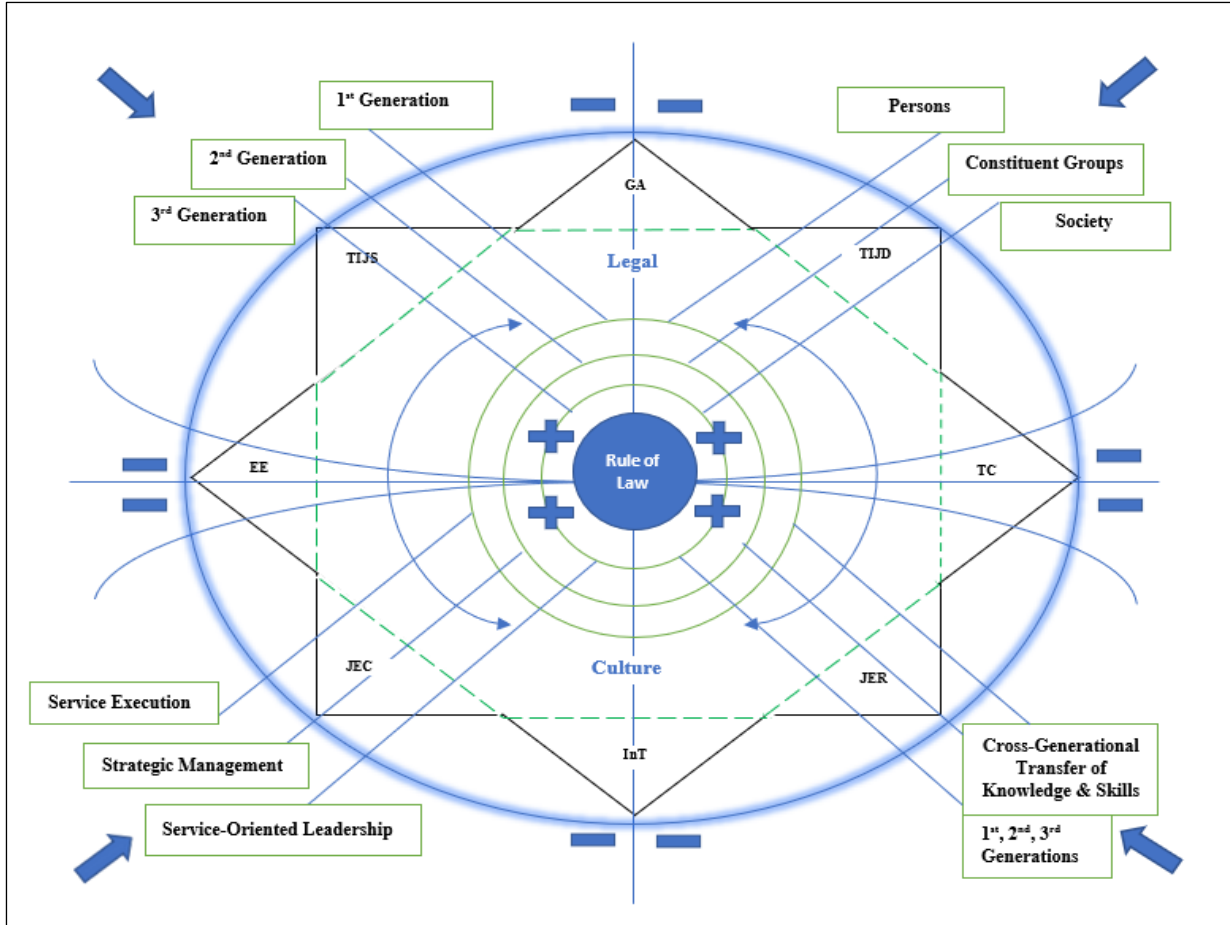 1st Generation
Persons
2nd Generation
Constituent Groups
3rd Generation
Society
GA
TIJS
Legal
TIJD
EE
Rule of
Law
TC
JEC
Culture
JER
Service Execution
Strategic Management
Service-Oriented Leadership
InT
Cross-Generational
Transfer of
Knowledge & Skills
1st, 2nd, 3rd
Generations